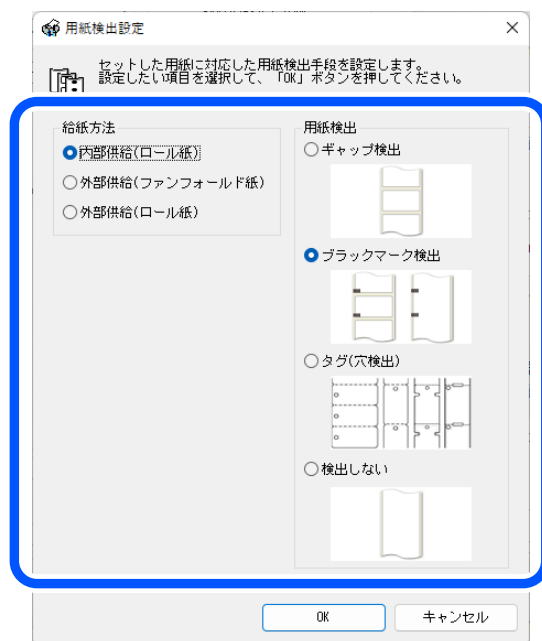 用紙検出設定
セットした用紙に対応した用紙検出手段を設定します。
設定したい項目を選択して、「OK」ボタンを押してください。
給紙方法
内部供給(ロール紙)
外部供給(ファンフォールド紙)
外部供給(ロール紙)
用紙検出
ギャップ検出
ブラックマーク検出
タグ(穴検出)
検出しない
OK
キャンセル